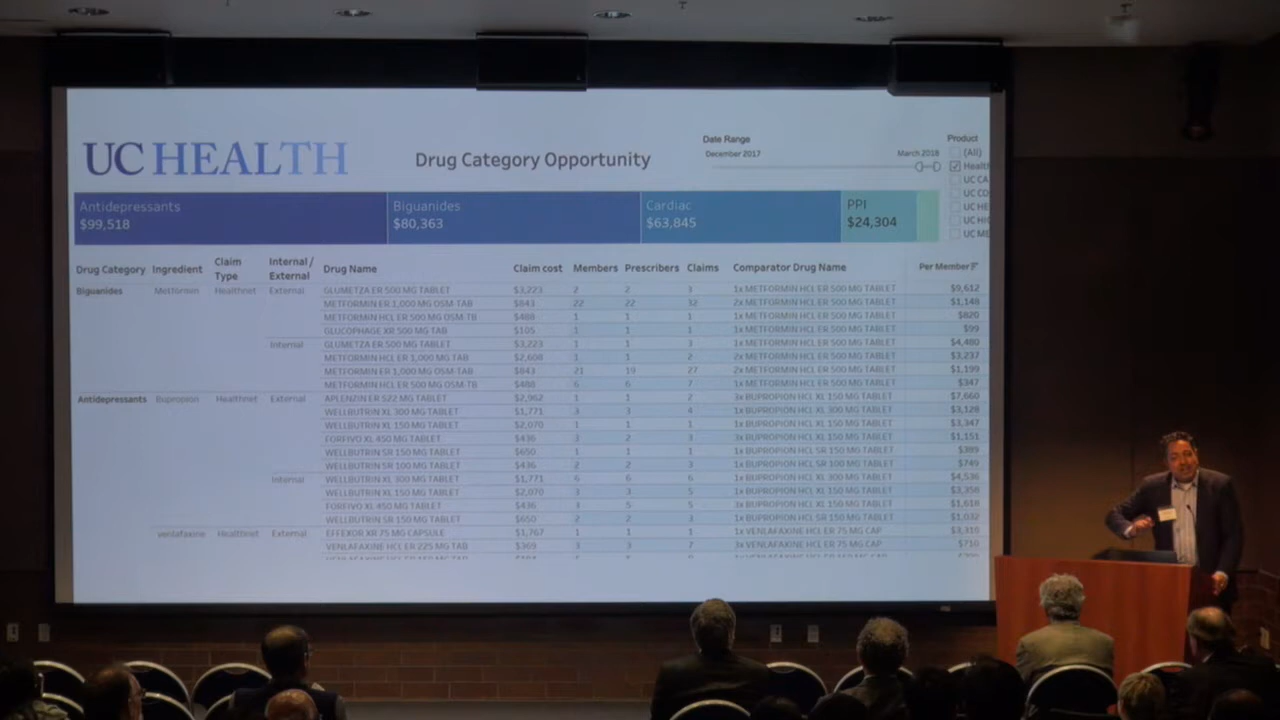 UC HEALTH
Drug Category Opportunity
Date Range
December 2017 March 2018
Product
(All)
Health
UC CA
UC CO
UC HE
UC HI
UC ME
Antidepressants
$99,518
Biguanides
$80,363
Cardiac
$63,845
PPI
$24,304
Drug Category Ingredient Claim Type Internal / External Drug Name Claim cost Members Prescribers Claims Comparator Drug Name Per Member
Biguanides Metformin Healthnet External GLUMETZA ER 500 MG TABLET $3,223 2 2 3 1x METFORMIN HCL ER 500 MG TABLET $9,612
METFORMIN ER 1,000 MG OSM-TAB $843 22 22 32 2x METFORMIN HCL ER 500 MG TABLET $1,148
METFORMIN HCL ER 500 MG OSM-TB $488 1 1 1 1x METFORMIN HCL ER 500 MG TABLET $820
GLUCOPHAGE XR 500 MG TAB $105 1 1 1 1x METFORMIN HCL ER 500 MG TABLET $99
Internal GLUMETZA ER 500 MG TABLET $3,223 1 1 3 1x METFORMIN HCL ER 500 MG TABLET $4,480
METFORMIN HCL ER 1,000 MG TAB $2,608 1 1 2 2x METFORMIN HCL ER 500 MG TABLET $3,237
METFORMIN ER 1,000 MG OSM-TAB $843 21 19 27 2x METFORMIN HCL ER 500 MG TABLET $1,199
METFORMIN HCL ER 500 MG OSM-TB $488 6 6 7 1x METFORMIN HCL ER 500 MG TABLET $347
Antidepressants Bupropion Healthnet External APLENZIN ER 522 MG TABLET $2,962 1 1 2 3x BUPROPION HCL XL 150 MG TABLET $7,660
WELLBUTRIN XL 300 MG TABLET $1,771 3 3 4 1x BUPROPION HCL XL 300 MG TABLET $3,128
WELLBUTRIN XL 150 MG TABLET $2,070 1 1 1 1x BUPROPION HCL XL 150 MG TABLET $3,347
FORFIVO XL 450 MG TABLET $436 3 2 3 3x BUPROPION HCL XL 150 MG TABLET $1,151
WELLBUTRIN SR 150 MG TABLET $650 1 1 1 1x BUPROPION HCL SR 150 MG TABLET $389
WELLBUTRIN SR 100 MG TABLET $436 2 2 3 1x BUPROPION HCL SR 100 MG TABLET $749
Internal WELLBUTRIN XL 300 MG TABLET $1,771 6 6 6 1x BUPROPION HCL XL 300 MG TABLET $4,536
WELLBUTRIN XL 150 MG TABLET $2,070 3 3 5 1x BUPROPION HCL XL 150 MG TABLET
FORFIVO XL 450 MG TABLET $436 3 5 5 3x BUPROPION HCL XL 150 MG TABLET $1,618
WELLBUTRIN SR 150 MG TABLET $650 2 2 3 1x BUPROPION HCL SR 150 MG TABLET $1,032
venlafaxine Healthnet External EFFEXOR XR 75 MG CAPSULE $1,767 1 1 1 1x VENLAFAXINE HCL ER 75 MG CAP $3,310
VENLAFAXINE HCL ER 225 MG TAB $369 3 3 7 3x VENLAFAXINE HCL ER 75 MG CAP $710